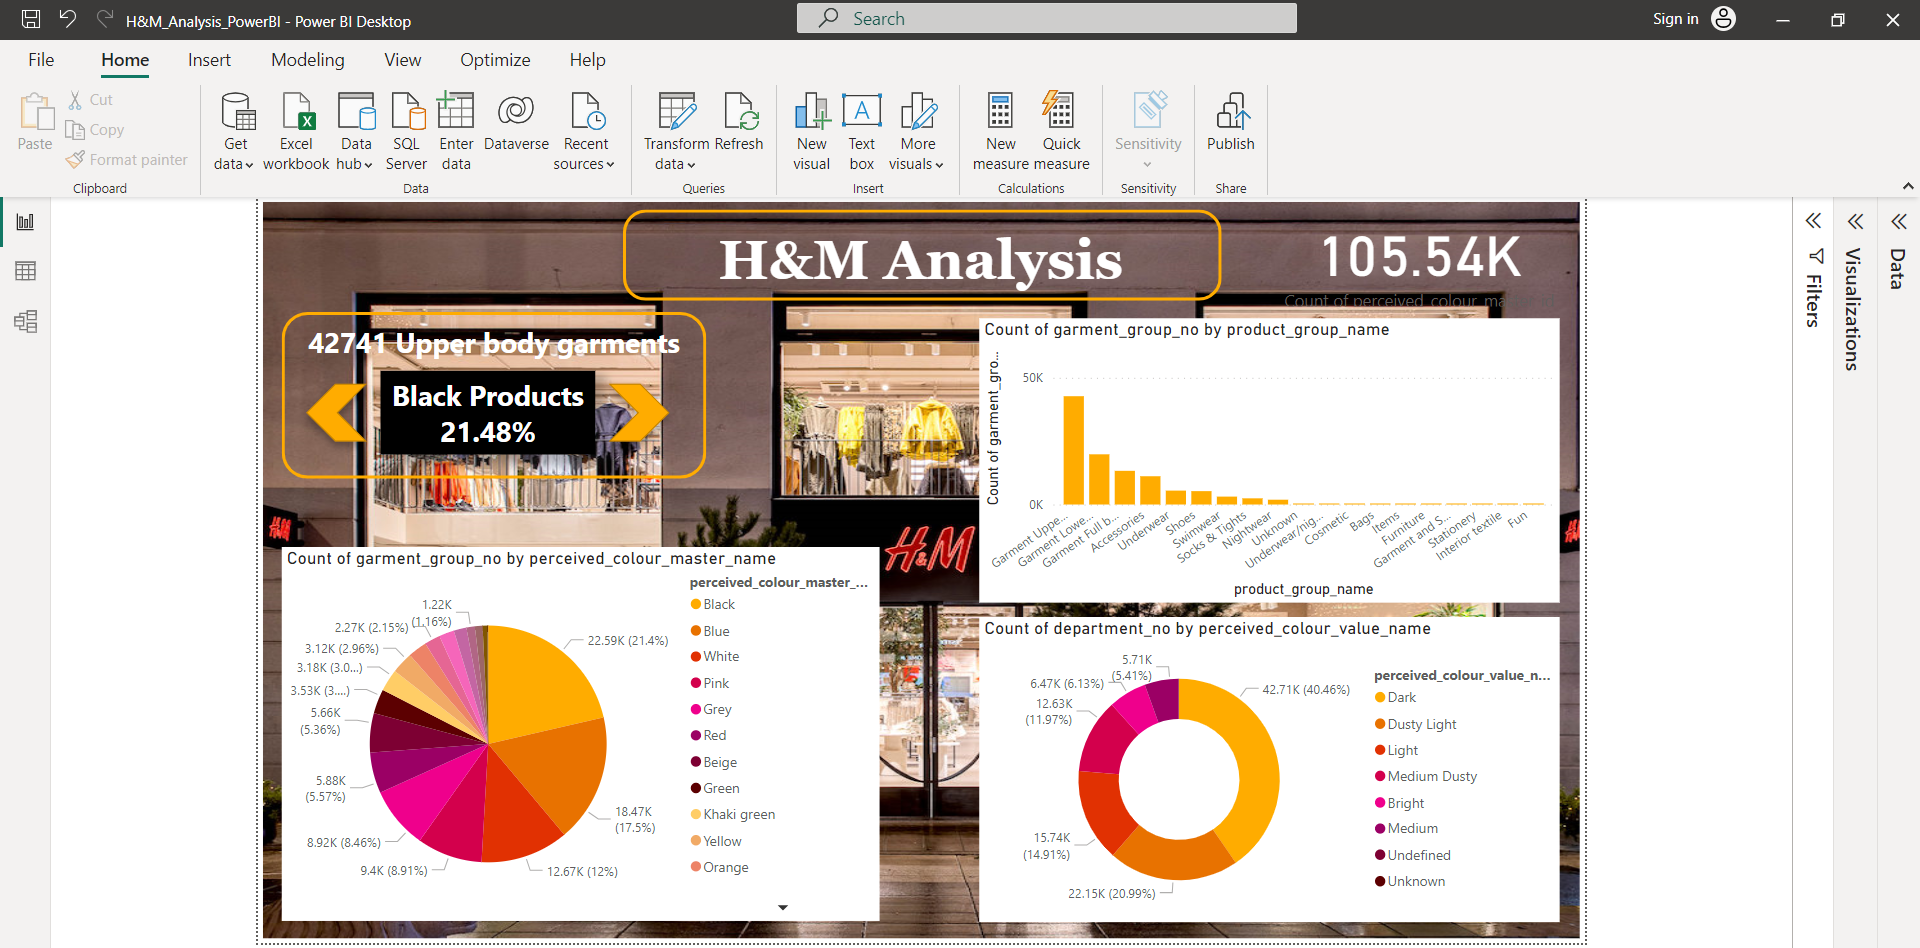 H&M_Analysis_PowerBI - Power BI Desktop
Search
Sign in
File Home Insert Modeling View Optimize Help
Paste
Cut
Copy
Format painter
Clipboard
Get data
Excel workbook
Data hub
SQL Server
Enter data
Dataverse
Recent sources
Data
Transform data
Refresh
Queries
New visual
Text box
More visuals
Insert
New measure
Quick measure
Calculations
Sensitivity
Sensitivity
Publish
Share
H&M Analysis
105.54K
Count of perceived_colour_ma
42741 Upper body garments
Black Products
21.48%
H&M
H&M
H&M
Count of garment_group_no by product_group_name
Count of garment_gro...
50K
0K
Garment Uppe...
Garment Lowe...
Garment Full b...
Accessories
Underwear
Shoes
Swimwear
Socks & Tights
Nightwear
Unknown
Underwear/nig...
Cosmetic
Bags
Items
Furniture
Garment and S...
Stationery
Interior textile
Fun
product_group_name
Count of garment_group_no by perceived_colour_master_name
1.22K
(1.16%)
2.27K (2.15%)
3.12K (2.96%)
3.18K (3.0...)
3.53K (3....)
5.66K
(5.36%)
5.88K
(5.57%)
8.92K (8.46%)
9.4K (8.91%)
12.67K (12%)
18.47K
(17.5%)
22.59K (21.4%)
perceived_colour_master_...
Black
Blue
White
Pink
Grey
Red
Beige
Green
Khaki green
Yellow
Orange
Count of department_no by perceived_colour_value_name
5.71K
(5.41%)
6.47K (6.13%)
12.63K
(11.97%)
15.74K
(14.91%)
22.15K (20.99%)
42.71K (40.46%)
perceived_colour_value_n...
Dark
Dusty Light
Light
Medium Dusty
Bright
Medium
Undefined
Unknown
Filters
Visualizations
Data